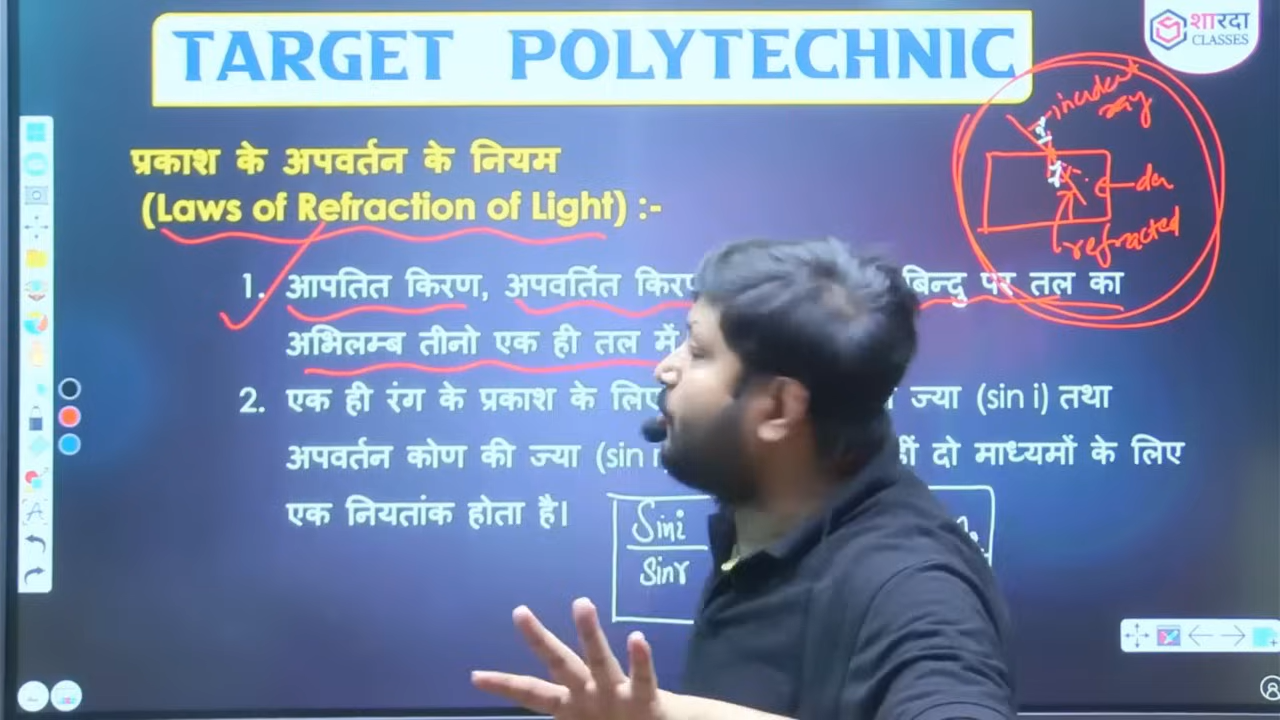 TARGET POLYTECHNIC
शारदा
CLASSES
incident
ray
प्रकाश के अपवर्तन के नियम
(Laws of Refraction of Light) :-
refracted
1. आपतित किरण, अपवर्तित बिन्दु पर तल का
अभिलम्ब तीनो एक ही तल में
2. एक ही रंग के प्रकाश के लिए ज्या (sin i) तथा
अपवर्तन कोण की ज्या (sin दो माध्यमों के लिए
एक नियतांक होता है।
Sini
Sinr